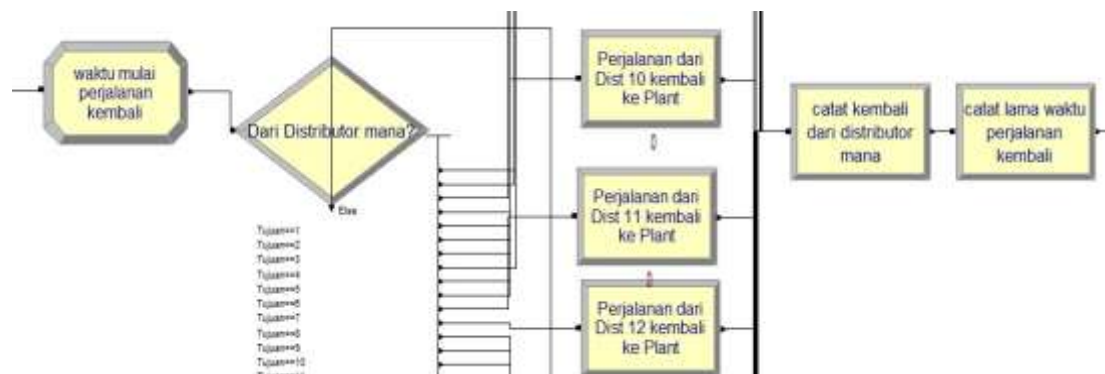 waktu mulai
perjalanan
kembali
Dari Distributor mana?
Else
Tujuan==1
Tujuan==2
Tujuan==3
Tujuan==4
Tujuan==5
Tujuan==6
Tujuan==7
Tujuan==8
Tujuan==9
Tujuan==10
Perjalanan dari
Dist 10 kembali
ke Plant
0
Perjalanan dari
Dist 11 kembali
ke Plant
0
Perjalanan dari
Dist 12 kembali
ke Plant
catat kembali
dari distributor
mana
catat lama waktu
perjalanan
kembali